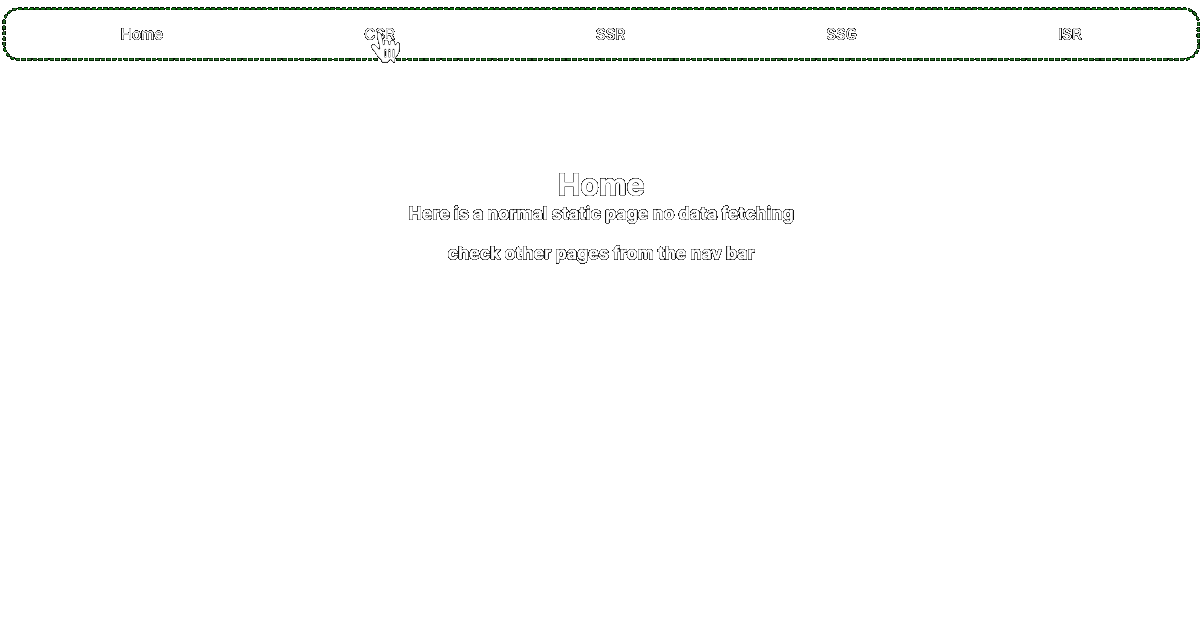 Home CSR SSR SSG ISR
Home
Here is a normal static page no data fetching
check other pages from the nav bar